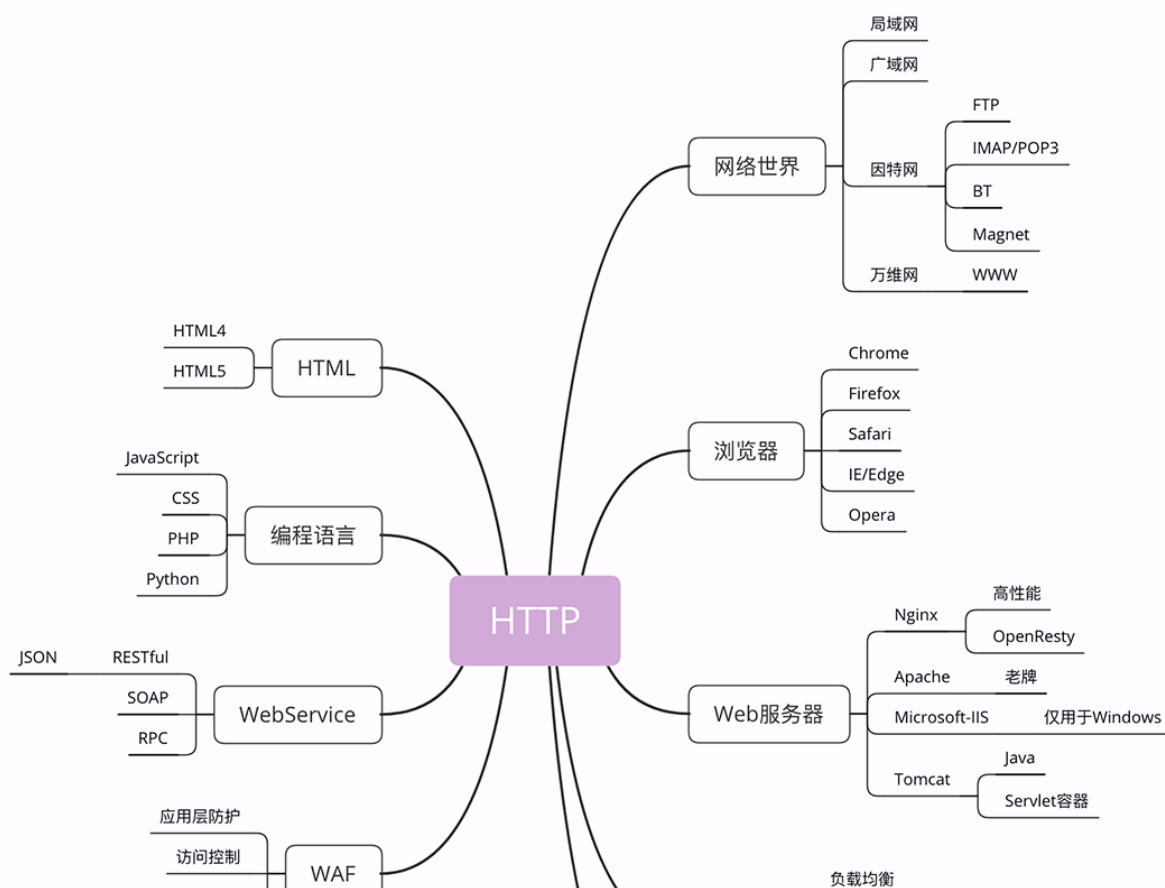 局域网
广域网
FTP
IMAP/POP3
网络世界
因特网
BT
Magnet
万维网
WWW
HTML4
HTML
HTML5
Chrome
Firefox
浏览器
Safari
IE/Edge
Opera
JavaScript
CSS
编程语言
PHP
Python
HTTP
高性能
Nginx
OpenResty
JSON
RESTful
SOAP
WebService
RPC
Web服务器
Apache
老牌
Microsoft-IIS
仅用于Windows
Java
Tomcat
Servlet容器
应用层防护
访问控制
WAF
负载均衡